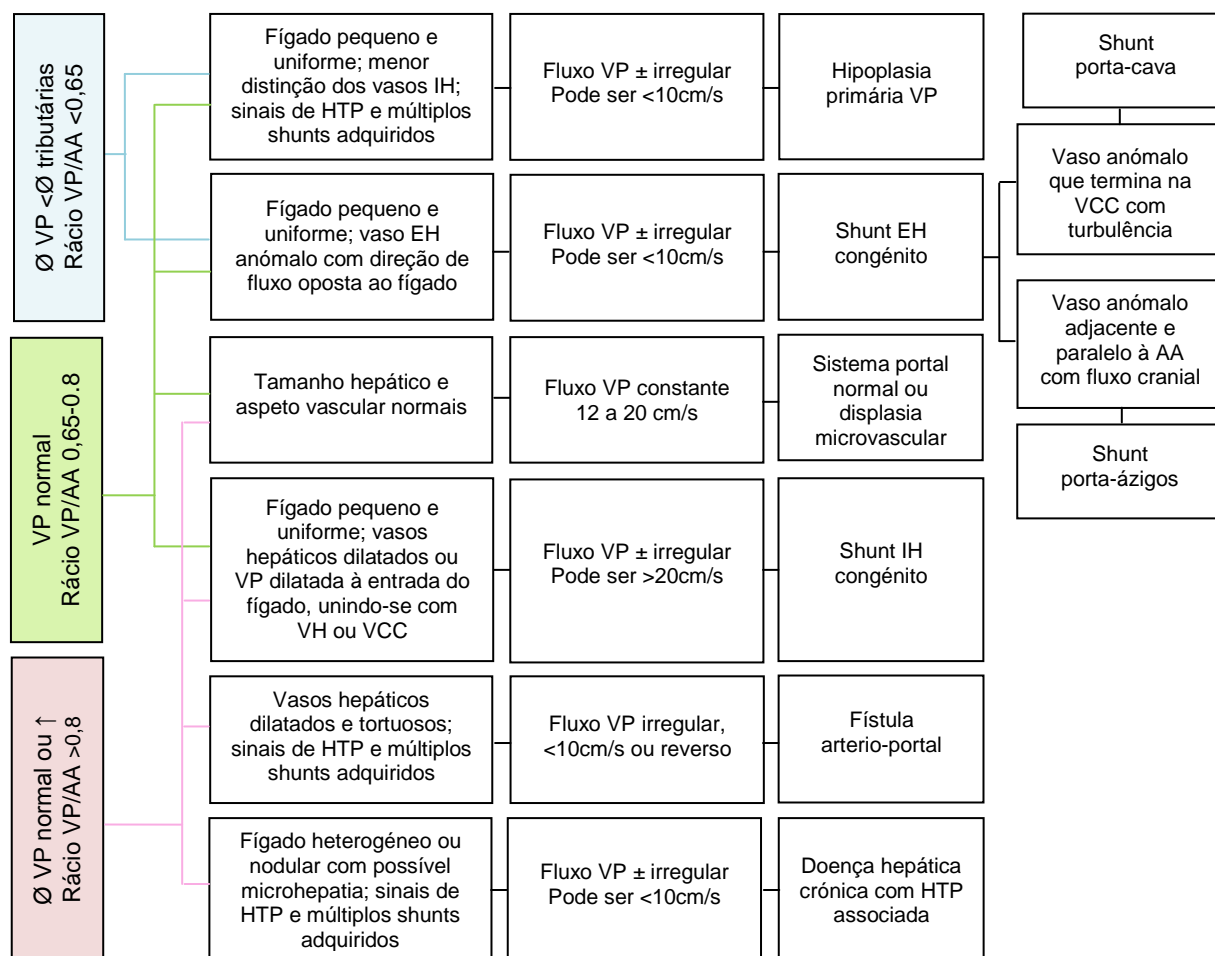 Ø VP <Ø tributárias
Rácio VP/AA <0,65
VP normal
Rácio VP/AA 0,65-0.8
Ø VP normal ou ↑
Rácio VP/AA >0,8
Fígado pequeno e
uniforme; menor
distinção dos vasos IH;
sinais de HTP e múltiplos
shunts adquiridos
Fluxo VP ± irregular
Pode ser <10cm/s
Hipoplasia
primária VP
Fígado pequeno e
uniforme; vaso EH
anómalo com direção de
fluxo oposta ao fígado
Fluxo VP ± irregular
Pode ser <10cm/s
Shunt EH
congénito
Shunt
porta-cava
Vaso anómalo
que termina na
VCC com
turbulência
Vaso anómalo
adjacente e
paralelo à AA
com fluxo cranial
Shunt
porta-ázigos
Tamanho hepático e
aspeto vascular normais
Fluxo VP constante
12 a 20 cm/s
Sistema portal
normal ou
displasia
microvascular
Fígado pequeno e
uniforme; vasos
hepáticos dilatados ou
VP dilatada à entrada do
fígado, unindo-se com
VH ou VCC
Fluxo VP ± irregular
Pode ser >20cm/s
Shunt IH
congénito
Vasos hepáticos
dilatados e tortuosos;
sinais de HTP e múltiplos
shunts adquiridos
Fluxo VP irregular,
<10cm/s ou reverso
Fístula
arterio-portal
Fígado heterogéneo ou
nodular com possível
microhepatia; sinais de
HTP e múltiplos shunts
adquiridos
Fluxo VP ± irregular
Pode ser <10cm/s
Doença hepática
crónica com HTP
associada